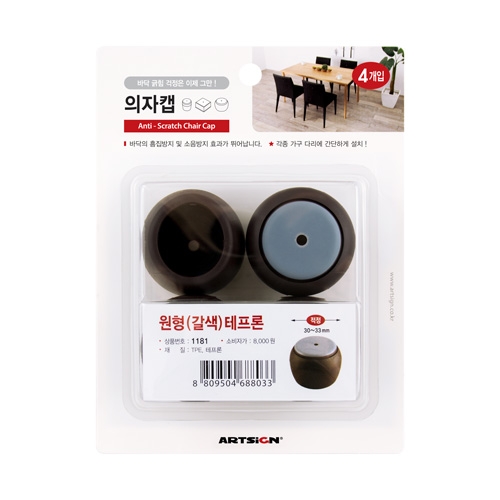 바닥 긁힘 걱정은 이제 그만 !
의자캡
4개입
Anti - Scratch Chair Cap
▮ 바닥의 흠집방지 및 소음방지 효과가 뛰어납니다. ★ 각종 가구 다리에 간단하게 설치 !
www.artsign.co.kr
원형(갈색)테프론
• 상품번호 : 1181 • 소비자가 : 8,000 원
• 재 질 : TPE, 테프론
8 809504 688033
적정
30~33mm
ARTSIGN®